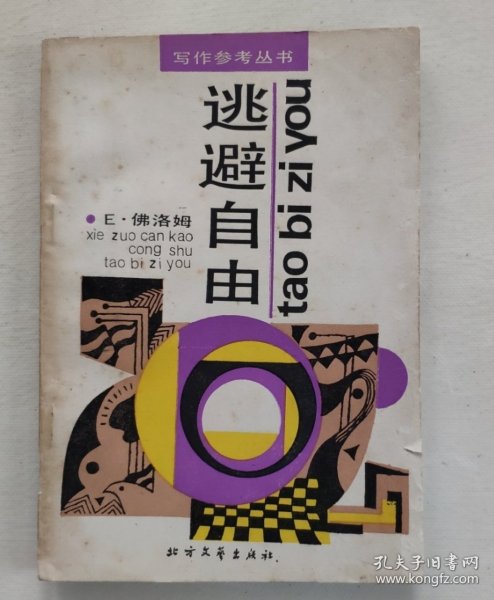 写作参考丛书
逃避自由
tao bi zi you
E·佛洛姆
xie zuo can kao
cong shu
tao bi zi you
北方文艺出版社
孔夫子旧书网
www.kongfz.com